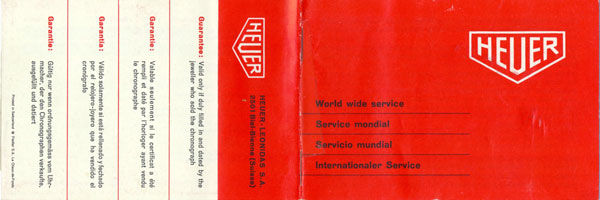 Guarantee: Valid only if duly filled in and dated by the
jeweller who sold the chronograph
Garantie: Valable seulement si le certificat a été
rempli et daté par l'horloger ayant vendu
le chronographe
Garantía: Válido solamente si está rellenado y fechado
por el relojero-joyero que ha vendido el
cronógrafo
Garantie: Gültig nur wenn ordnungsgemäss vom Uhr-
macher, der den Chronographen verkaufte,
ausgefüllt und datiert
Printed in Switzerland
HEUER
HEUER-LEONIDAS S.A.
2501 Biel-Bienne (Suisse)
HEUER
World wide service
Service mondial
Servicio mundial
Internationaler Service